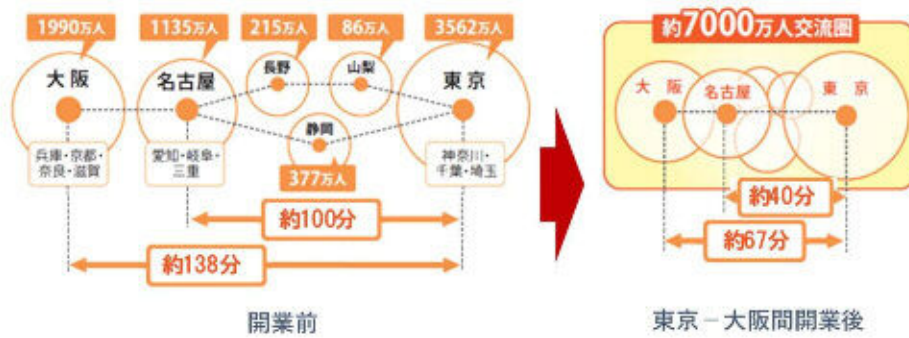 1990万人
1135万人
215万人
86万人
3562万人
大阪
名古屋
長野
山梨
東京
静岡
377万人
兵庫・京都・
奈良・滋賀
愛知・岐阜・
三重
神奈川・
千葉・埼玉
約100分
約138分
開業前
約7000万人交流圏
大阪
名古屋
東京
約40分
約67分
東京－大阪間開業後